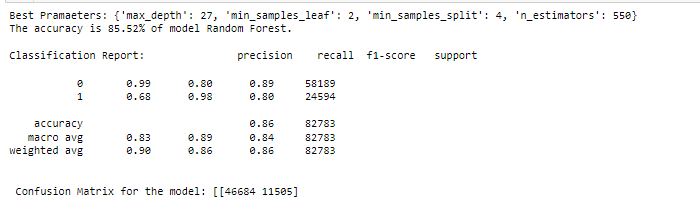 Best Pramaeters: {'max_depth': 27, 'min_samples_leaf': 2, 'min_samples_split': 4, 'n_estimators': 550}
The accuracy is 85.52% of model Random Forest.
Classification Report: precision recall f1-score support
0 0.99 0.80 0.89 58189
1 0.68 0.98 0.80 24594
accuracy 0.86 82783
macro avg 0.83 0.89 0.84 82783
weighted avg 0.90 0.86 0.86 82783
Confusion Matrix for the model: [[46684 11505]